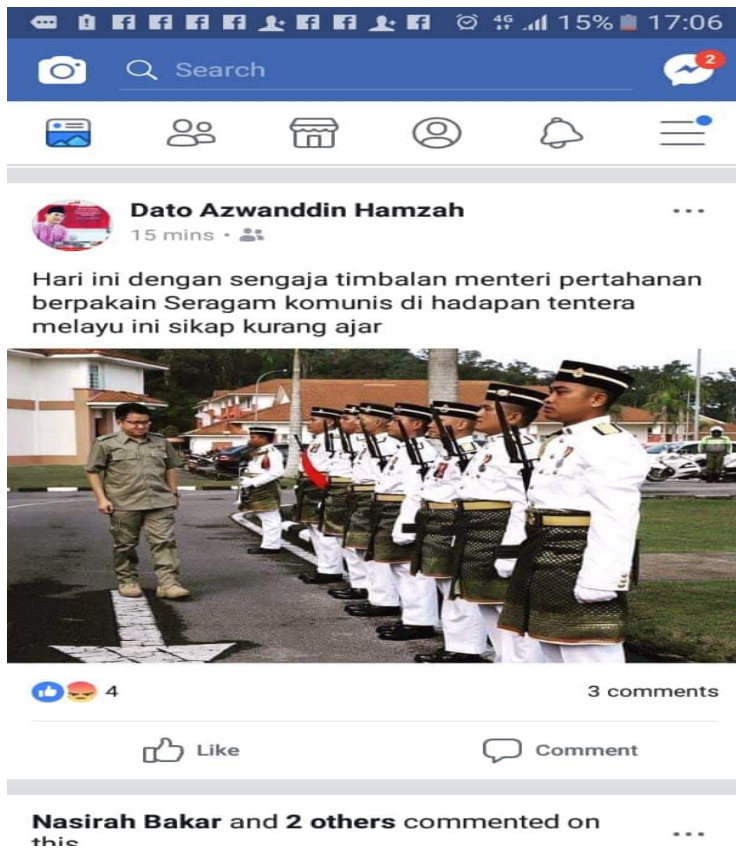 4G 15% 17:06
Search
2
Dato Azwanddin Hamzah
15 mins
Hari ini dengan sengaja timbalan menteri pertahanan
berpakain Seragam komunis di hadapan tentera
melayu ini sikap kurang ajar
4 3 comments
Like Comment
Nasirah Bakar and 2 others commented on
this